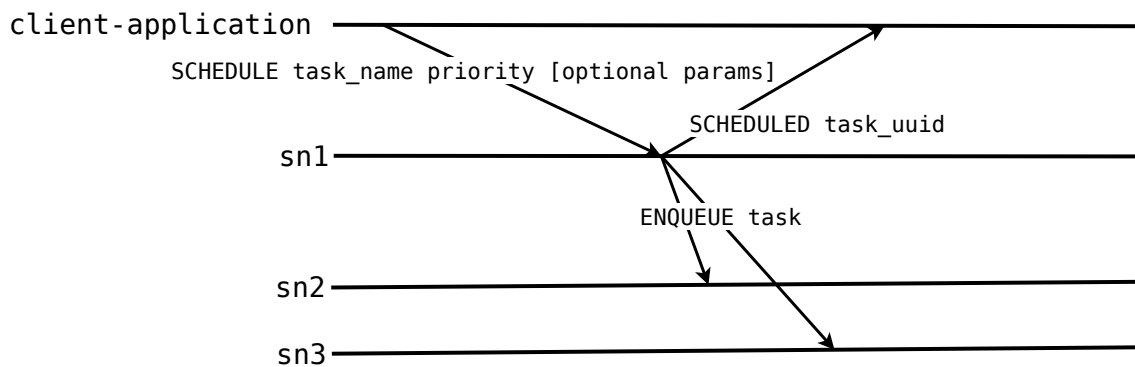 client-application
SCHEDULE task_name priority [optional params]
SCHEDULED task_uuid
sn1
ENQUEUE task
sn2
sn3